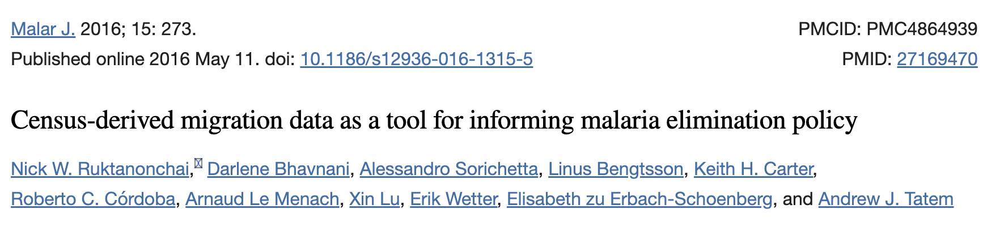 Malar J. 2016; 15: 273.
PMCID: PMC4864939
Published online 2016 May 11. doi: 10.1186/s12936-016-1315-5
PMID: 27169470
Census-derived migration data as a tool for informing malaria elimination policy
Nick W. Ruktanonchai, Darlene Bhavnani, Alessandro Sorichetta, Linus Bengtsson, Keith H. Carter,
Roberto C. Córdoba, Arnaud Le Menach, Xin Lu, Erik Wetter, Elisabeth zu Erbach-Schoenberg, and Andrew J. Tatem